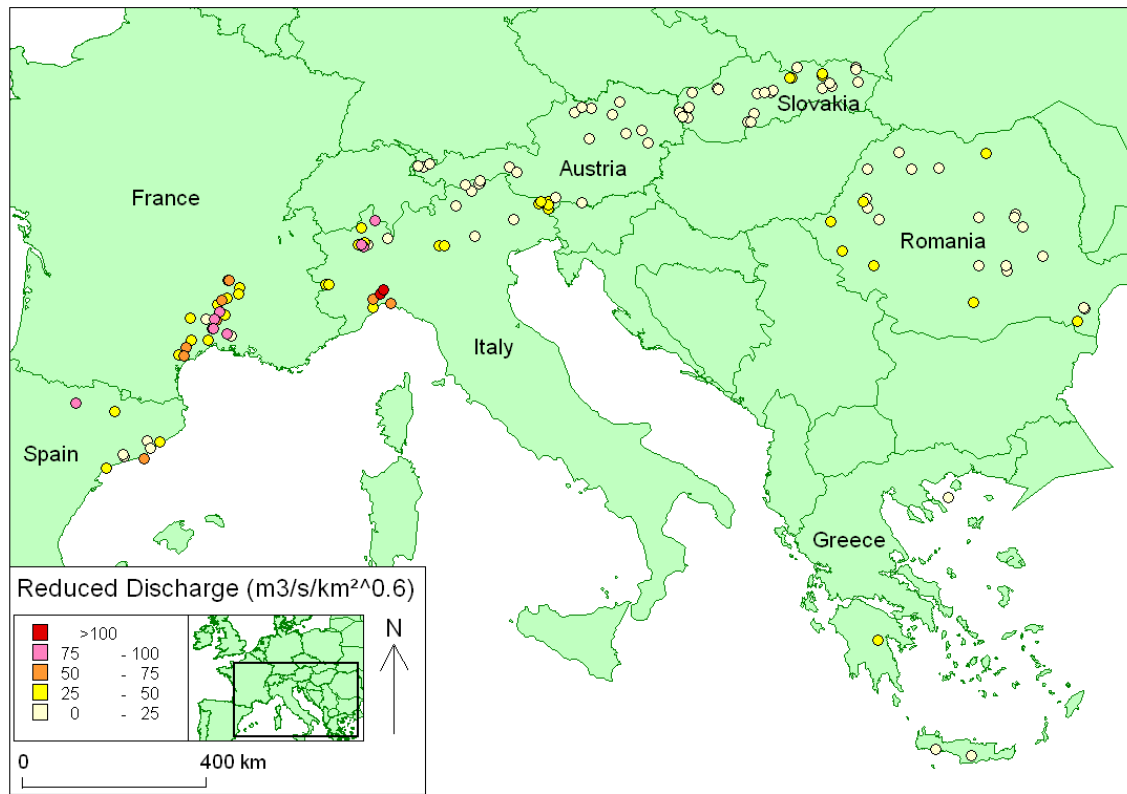 Slovakia
Austria
France
Romania
Italy
Spain
Greece
Reduced Discharge (m3/s/km²^0.6)
>100
75 - 100
50 - 75
25 - 50
0 - 25
N
0 400 km